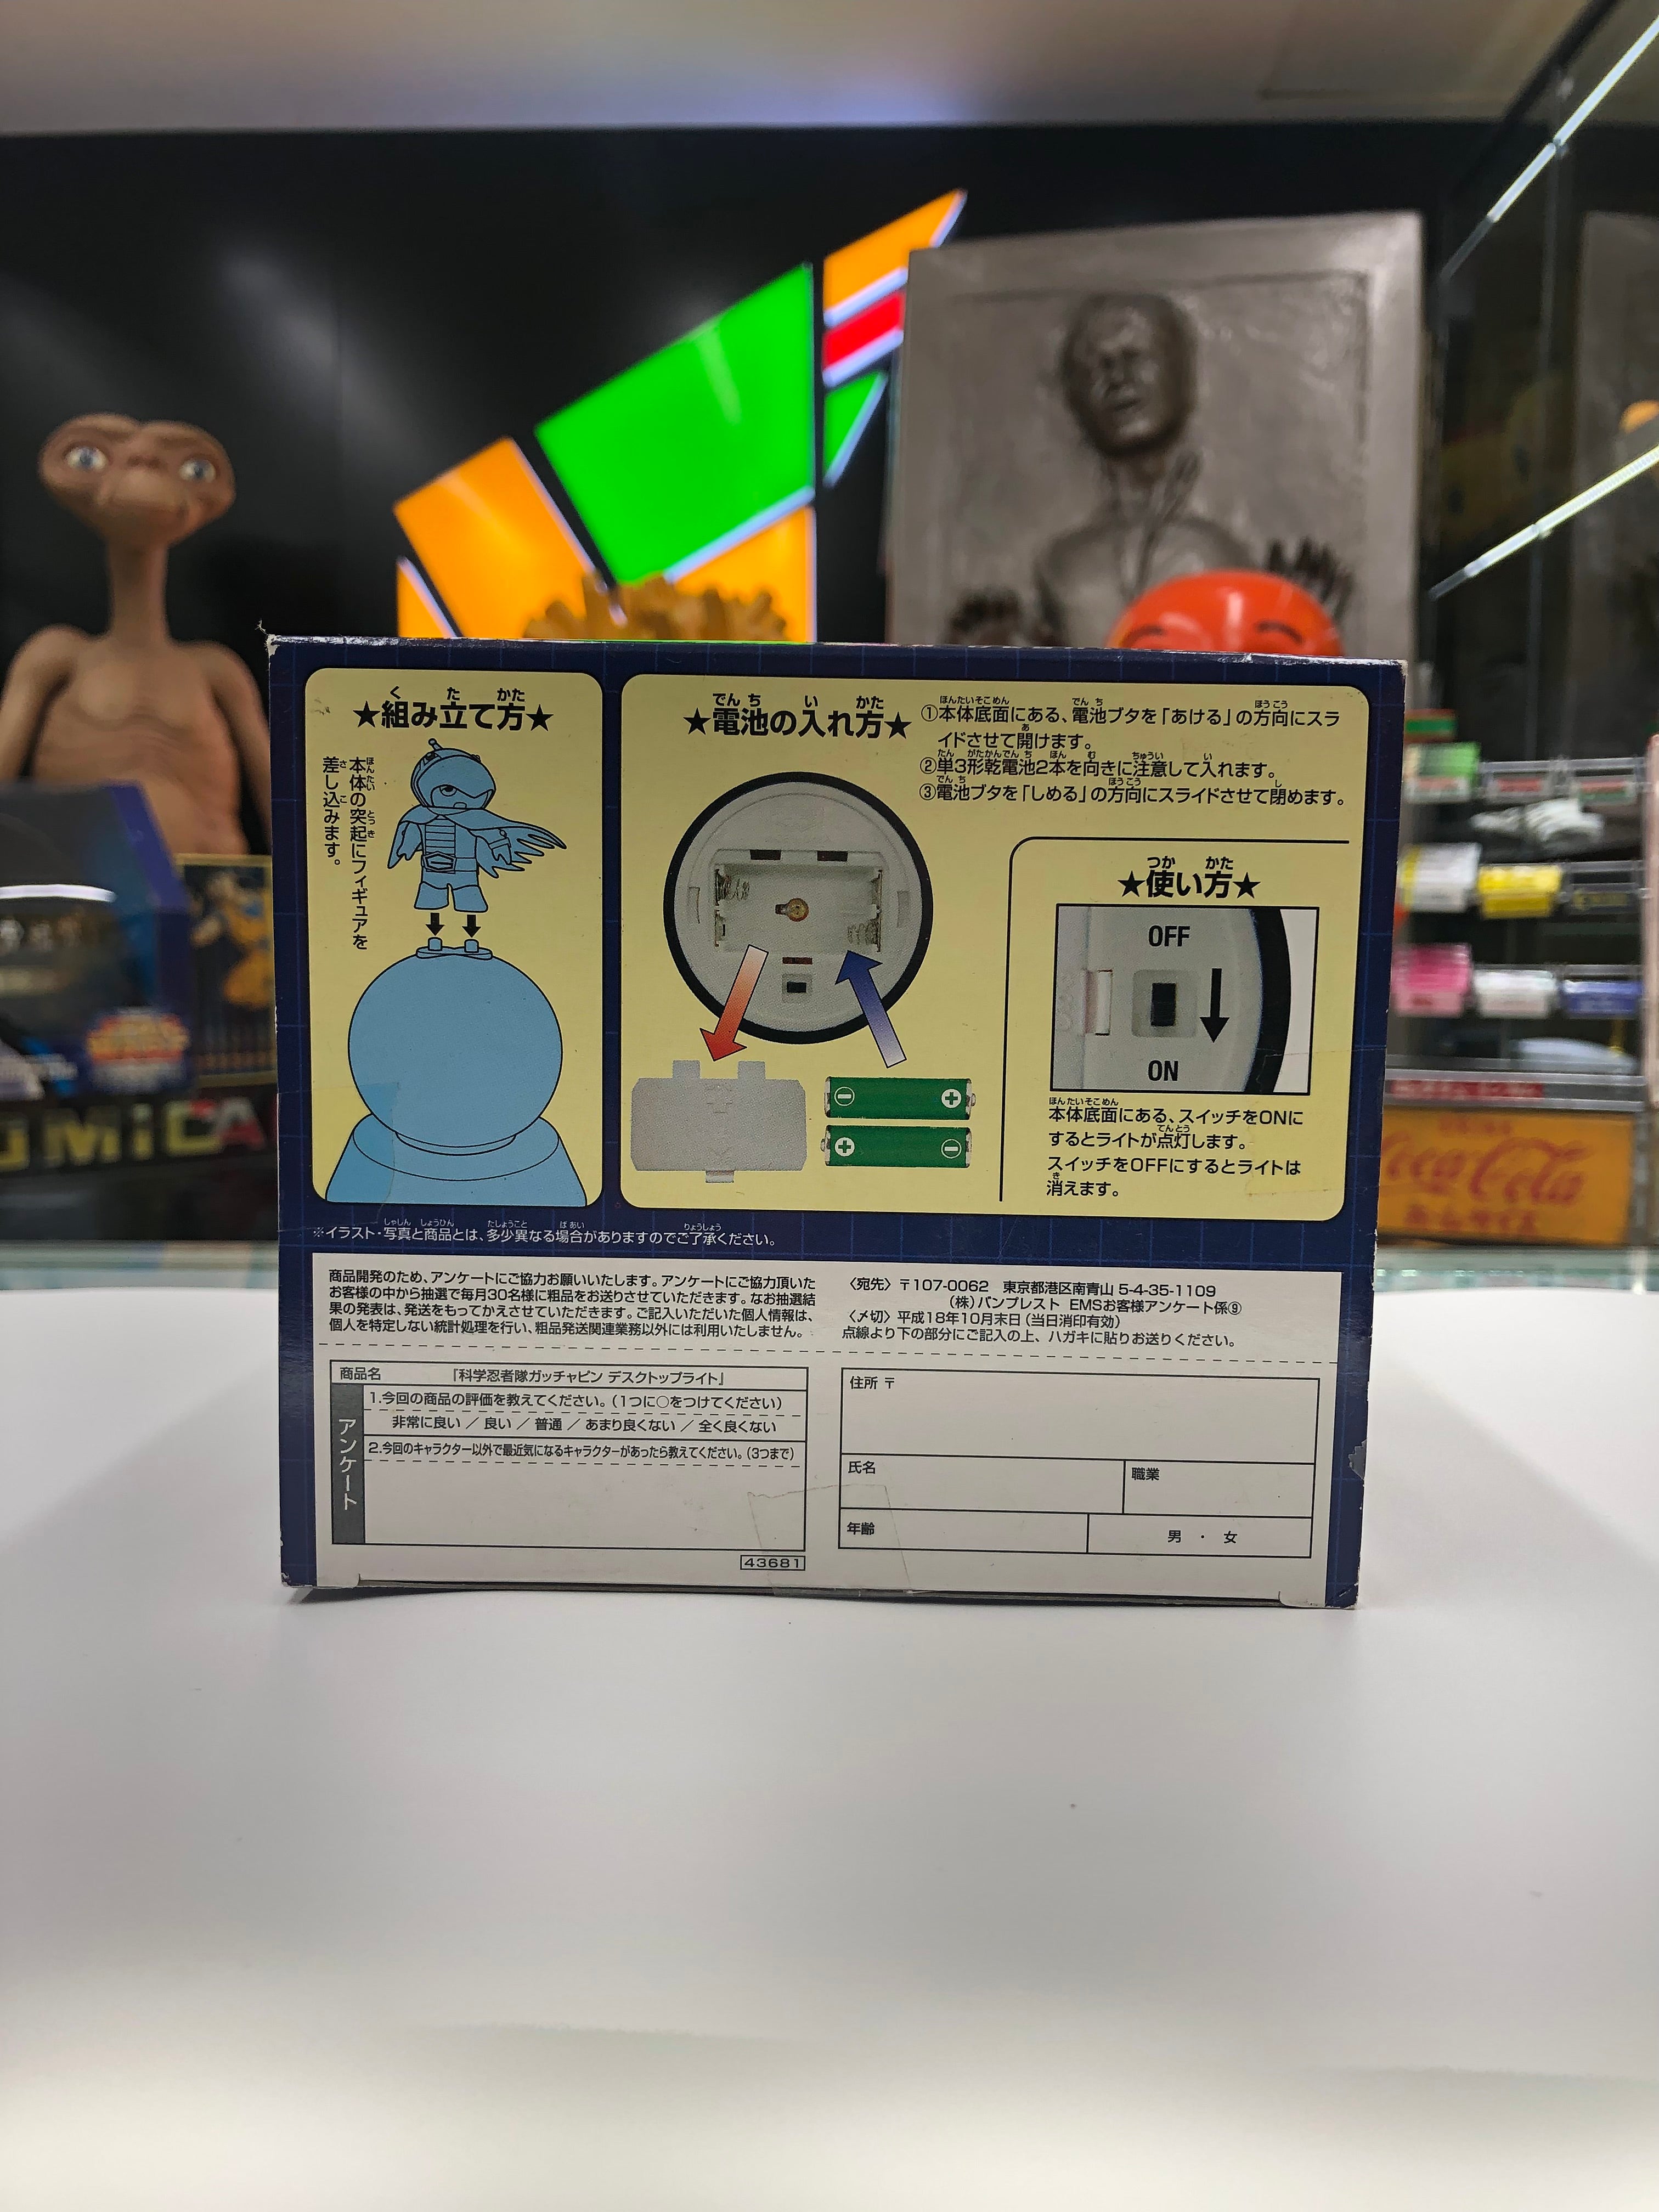 ★組み立て方★
本体の突起にフィギュアを
差し込みます。
★電池の入れ方★
①本体底面にある、電池ブタを「あける」の方向にスラ
イドさせて開けます。
②単3形乾電池2本を向きに注意して入れます。
③電池ブタを「しめる」の方向にスライドさせて閉めます。
★使い方★
OFF
ON
本体底面にある、スイッチをONに
するとライトが点灯します。
スイッチをOFFにするとライトは
消えます。
※イラスト・写真と商品とは、多少異なる場合がありますのでご了承ください。
商品開発のため、アンケートにご協力お願いいたします。アンケートにご協力頂いた
お客様の中から抽選で毎月30名様に粗品をお送りさせていただきます。なお抽選結
果の発表は、発送をもってかえさせていただきます。ご記入いただいた個人情報は、
個人を特定しない統計処理を行い、粗品発送関連業務以外には利用いたしません。
〈宛先〉〒107-0062 東京都港区南青山 5-4-35-1109
(株)バンプレスト EMSお客様アンケート係⑨
〈〆切〉平成18年10月末日(当日消印有効)
点線より下の部分にご記入の上、ハガキに貼りお送りください。
商品名 『科学忍者隊ガッチャピン デスクトップライト』
アンケート
1.今回の商品の評価を教えてください。(1つに○をつけてください)
非常に良い ／ 良い ／ 普通 ／ あまり良くない ／ 全く良くない
2.今回のキャラクター以外で最近気になるキャラクターがあったら教えてください。(3つまで)
43681
住所 〒
氏名
職業
年齢
男 ・ 女